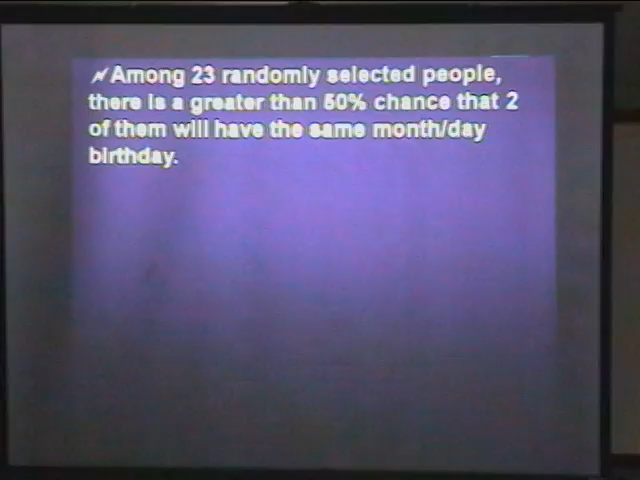 Among 23 randomly selected people,
there is a greater than 50% chance that 2
of them will have the same month/day
birthday.